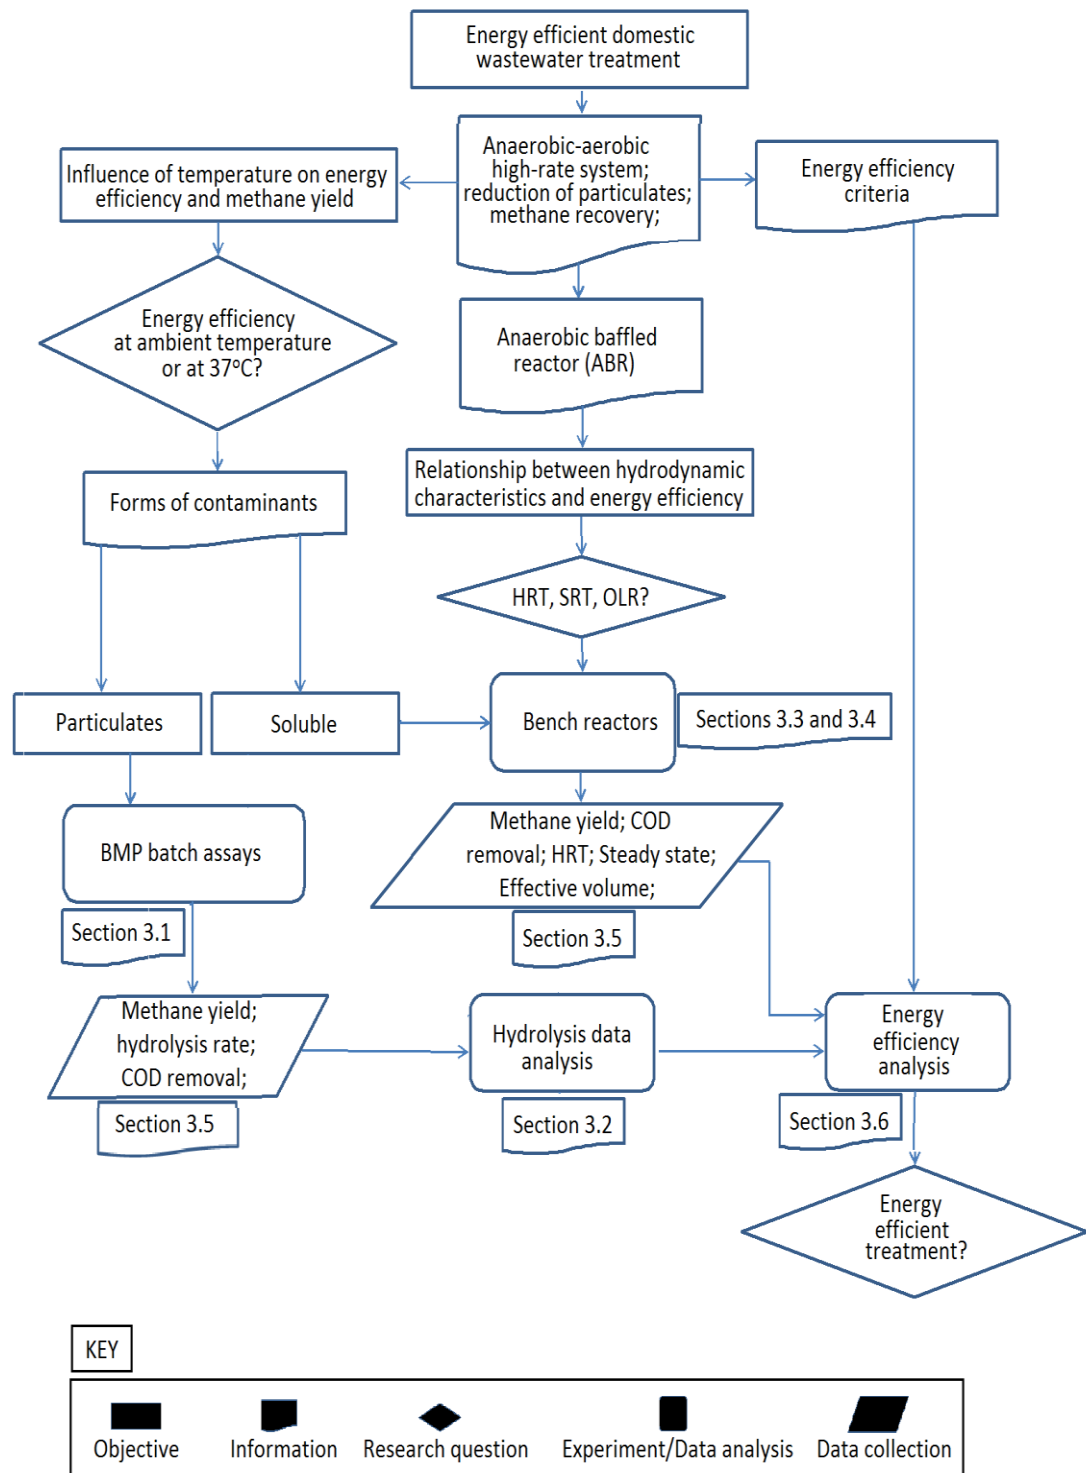 Energy efficient domestic
wastewater treatment
Anaerobic-aerobic
high-rate system;
reduction of particulates;
methane recovery;
Influence of temperature on energy
efficiency and methane yield
Energy efficiency
criteria
Energy efficiency
at ambient temperature
or at 37ºC?
Anaerobic baffled
reactor (ABR)
Relationship between hydrodynamic
characteristics and energy efficiency
Forms of contaminants
HRT, SRT, OLR?
Particulates
Soluble
Bench reactors
Sections 3.3 and 3.4
BMP batch assays
Section 3.1
Methane yield; COD
removal; HRT; Steady state;
Effective volume;
Section 3.5
Methane yield;
hydrolysis rate;
COD removal;
Section 3.5
Hydrolysis data
analysis
Section 3.2
Energy
efficiency
analysis
Section 3.6
Energy
efficient
treatment?
KEY
Objective
Information
Research question
Experiment/Data analysis
Data collection